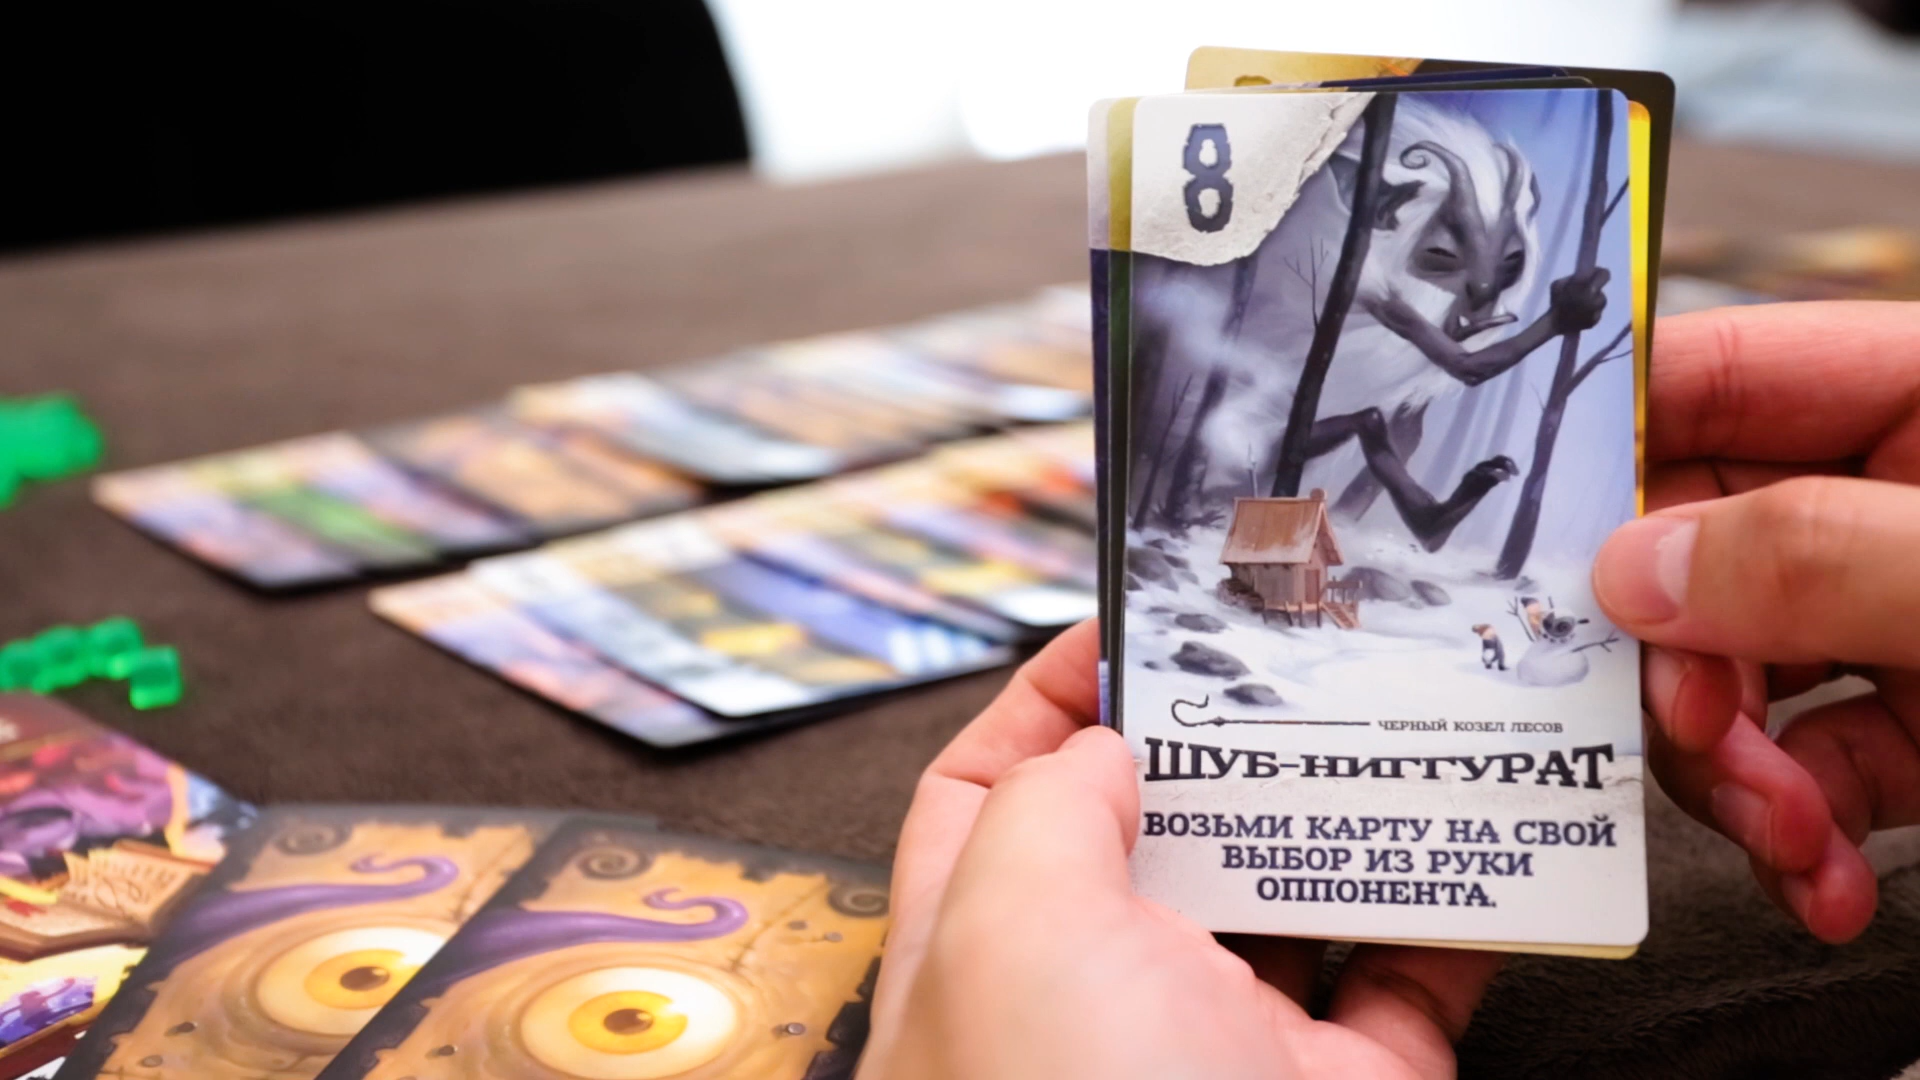 8
ЧЕРНЫЙ КОЗЕЛ ЛЕСОВ
ШУБ-НИГГУРАТ
ВОЗЬМИ КАРТУ НА СВОЙ
ВЫБОР ИЗ РУКИ
ОППОНЕНТА.